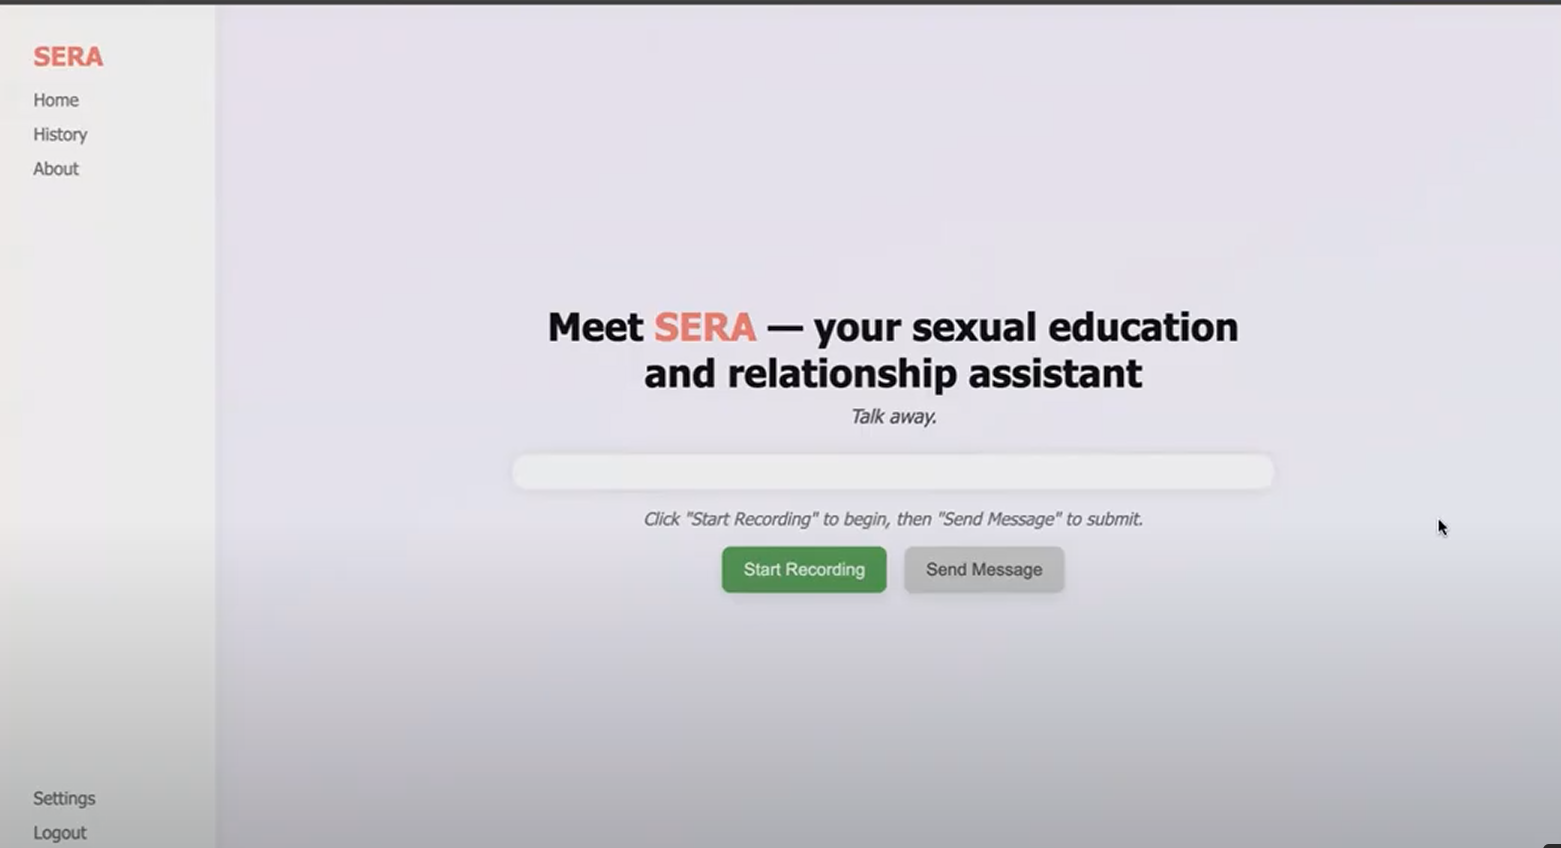 SERA
Home
History
About
Meet SERA — your sexual education
and relationship assistant
Talk away.
Click "Start Recording" to begin, then "Send Message" to submit.
Start Recording
Send Message
Settings
Logout